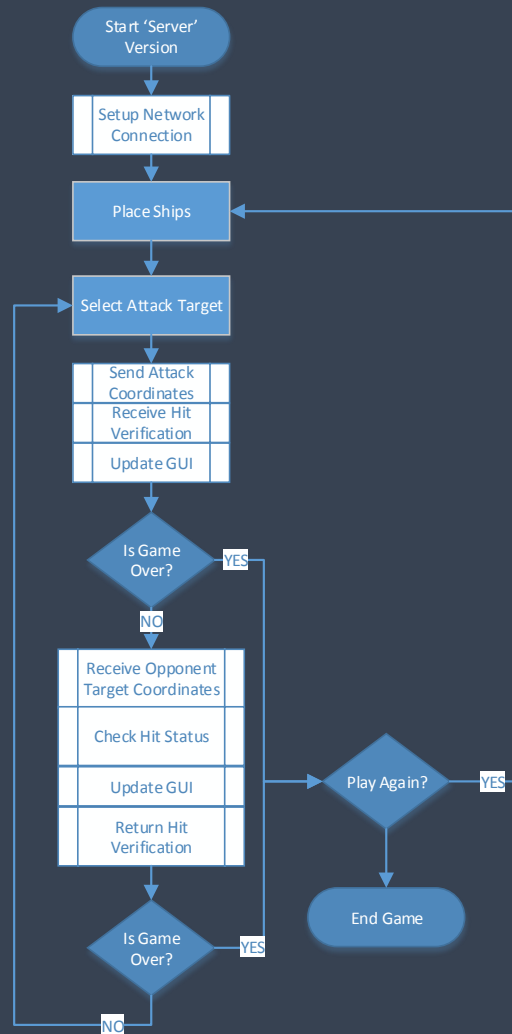 Start ‘Server’
Version
Setup Network
Connection
Place Ships
Select Attack Target
Send Attack
Coordinates
Receive Hit
Verification
Update GUI
Is Game
Over?
YES
NO
Receive Opponent
Target Coordinates
Check Hit Status
Update GUI
Return Hit
Verification
Play Again?
YES
End Game
Is Game
Over?
YES
NO